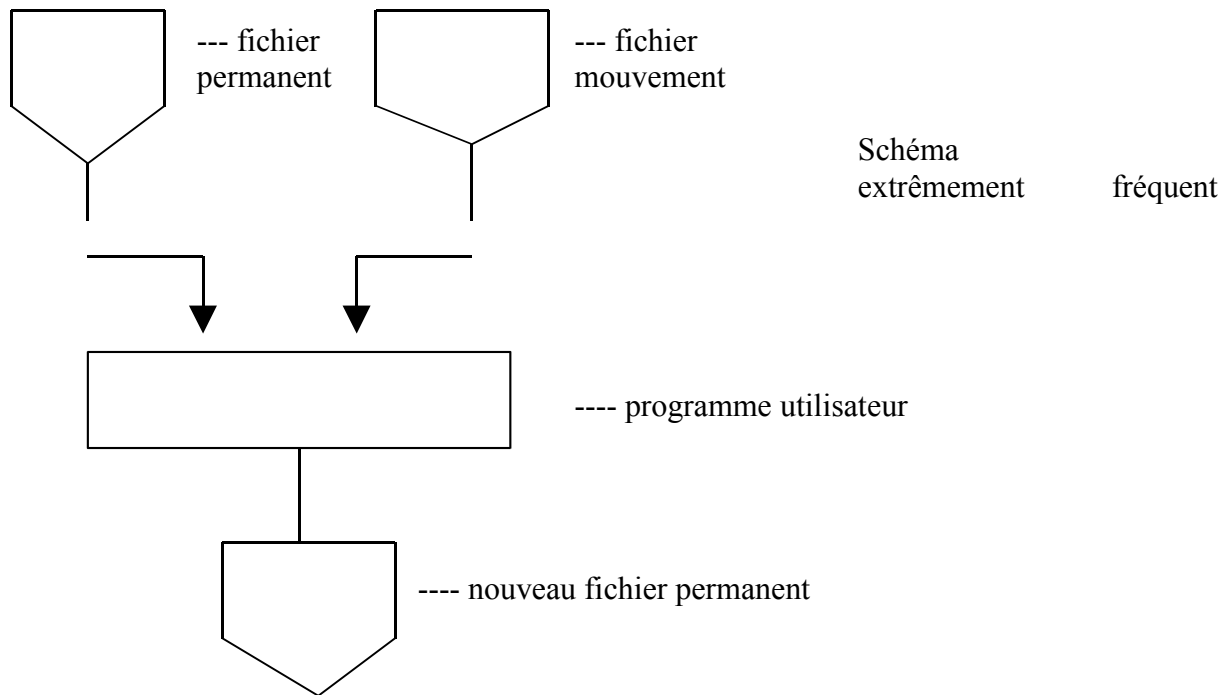 --- fichier
permanent
--- fichier
mouvement
Schéma
extrêmement fréquent
---- programme utilisateur
---- nouveau fichier permanent